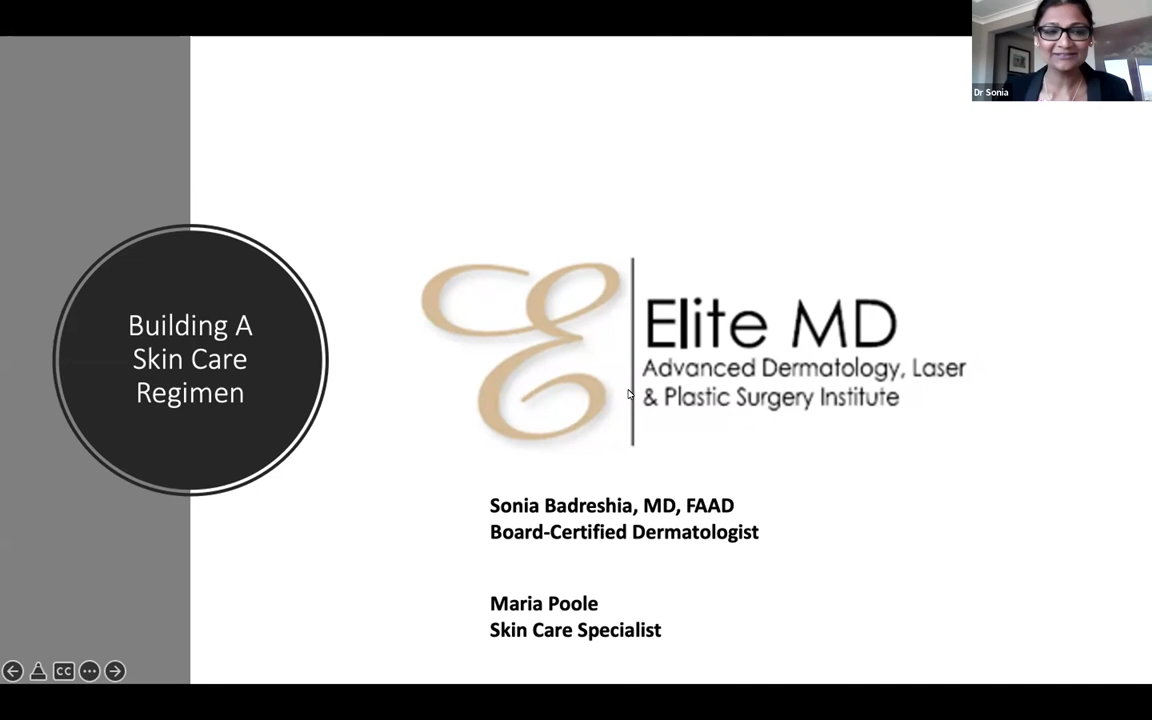 Dr Sonia
Building A
Skin Care
Regimen
E
Elite MD
Advanced Dermatology, Laser
& Plastic Surgery Institute
Sonia Badreshia, MD, FAAD
Board-Certified Dermatologist
Maria Poole
Skin Care Specialist
CC